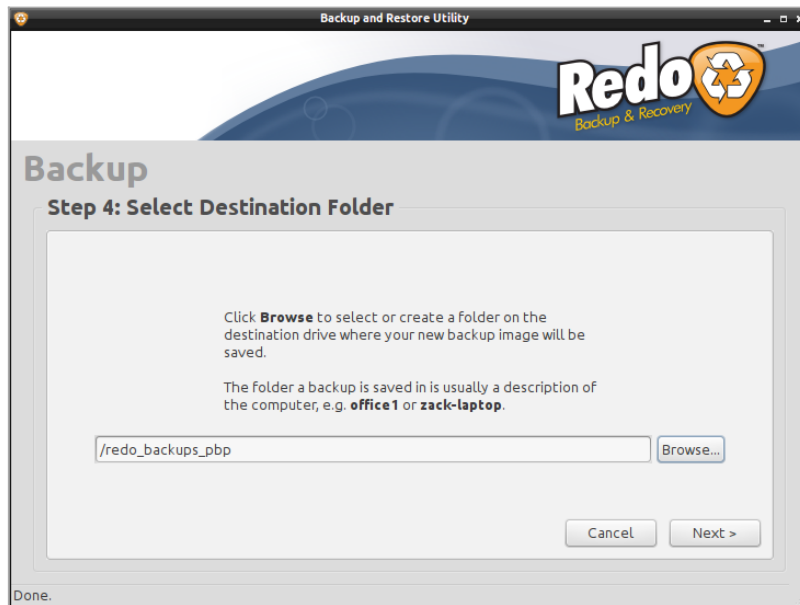 Backup and Restore Utility
Redo™
Backup & Recovery
Backup
Step 4: Select Destination Folder
Click Browse to select or create a folder on the
destination drive where your new backup image will be
saved.
The folder a backup is saved in is usually a description of
the computer, e.g. office1 or zack-laptop.
/redo_backups_pbp
Browse...
Cancel
Next >
Done.